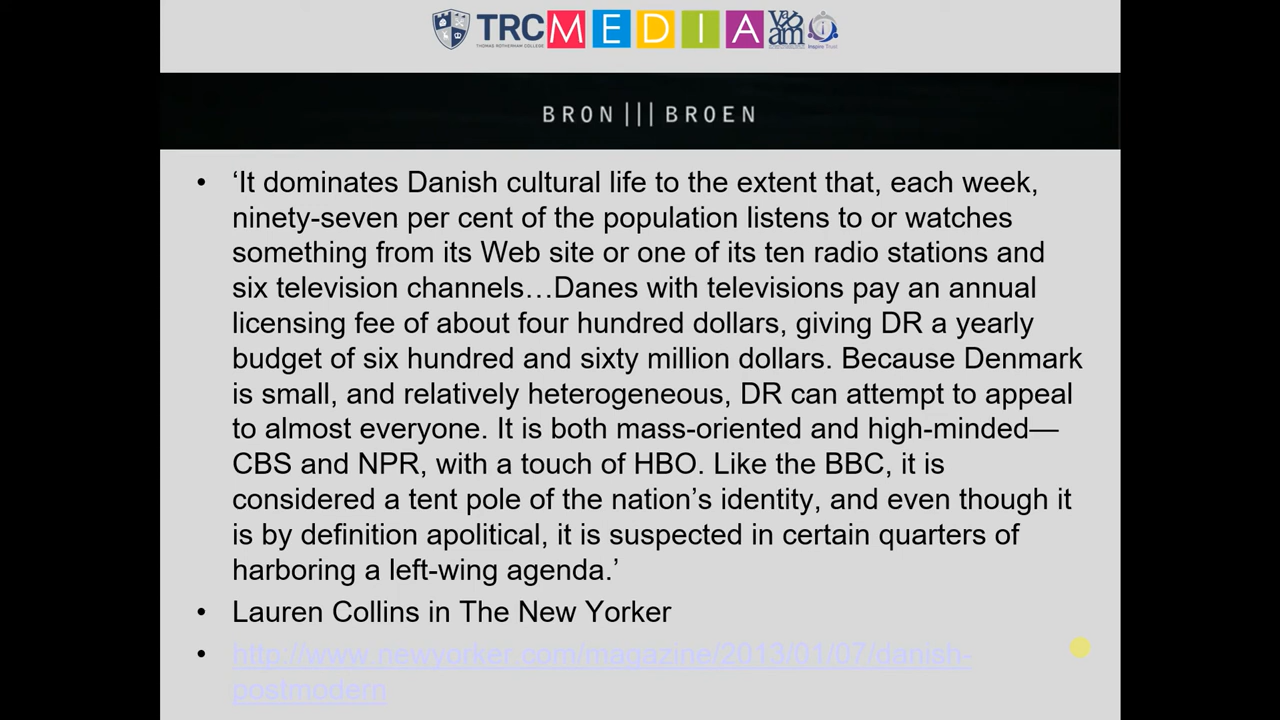 TRC MEDIA
THOMAS ROTHERHAM COLLEGE
Inspire Trust
BRON ||| BROEN
• ‘It dominates Danish cultural life to the extent that, each week,
ninety-seven per cent of the population listens to or watches
something from its Web site or one of its ten radio stations and
six television channels…Danes with televisions pay an annual
licensing fee of about four hundred dollars, giving DR a yearly
budget of six hundred and sixty million dollars. Because Denmark
is small, and relatively heterogeneous, DR can attempt to appeal
to almost everyone. It is both mass-oriented and high-minded—
CBS and NPR, with a touch of HBO. Like the BBC, it is
considered a tent pole of the nation’s identity, and even though it
is by definition apolitical, it is suspected in certain quarters of
harboring a left-wing agenda.’
• Lauren Collins in The New Yorker
• http://www.newyorker.com/magazine/2013/01/07/danish-
postmodern